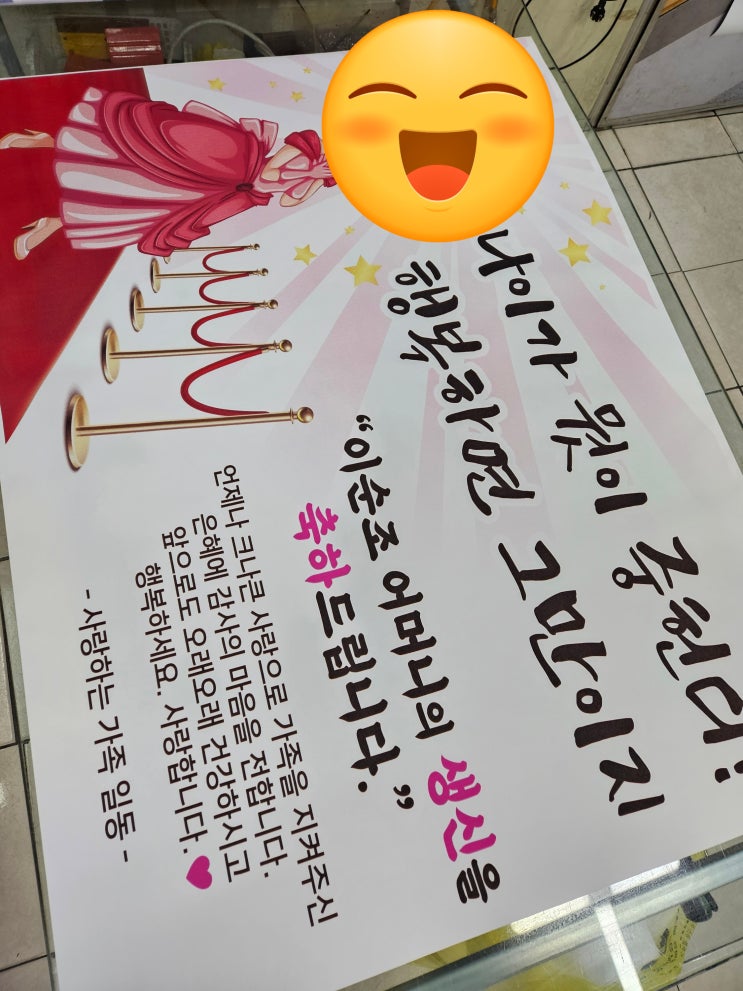 나이가 뭣이 중헌디!
행복하면 그만이지
“이순조 어머니의 생신을
축하드립니다.”
언제나 크나큰 사랑으로 가족을 지켜주신
은혜에 감사의 마음을 전합니다.
앞으로도 오래오래 건강하시고
행복하세요. 사랑합니다.♥
- 사랑하는 가족 일동 -